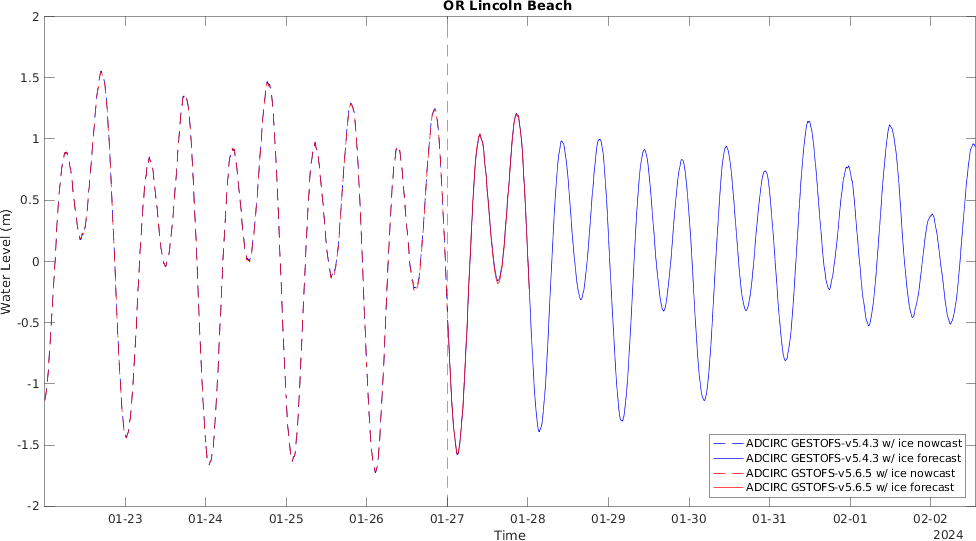 OR Lincoln Beach
2
1.5
1
0.5
0
-0.5
-1
-1.5
-2
Water Level (m)
ADCIRC GESTOFS-v5.4.3 w/ ice nowcast
ADCIRC GESTOFS-v5.4.3 w/ ice forecast
ADCIRC GSTOFS-v5.6.5 w/ ice nowcast
ADCIRC GSTOFS-v5.6.5 w/ ice forecast
01-23 01-24 01-25 01-26 01-27 01-28 01-29 01-30 01-31 02-01 02-02
Time
2024